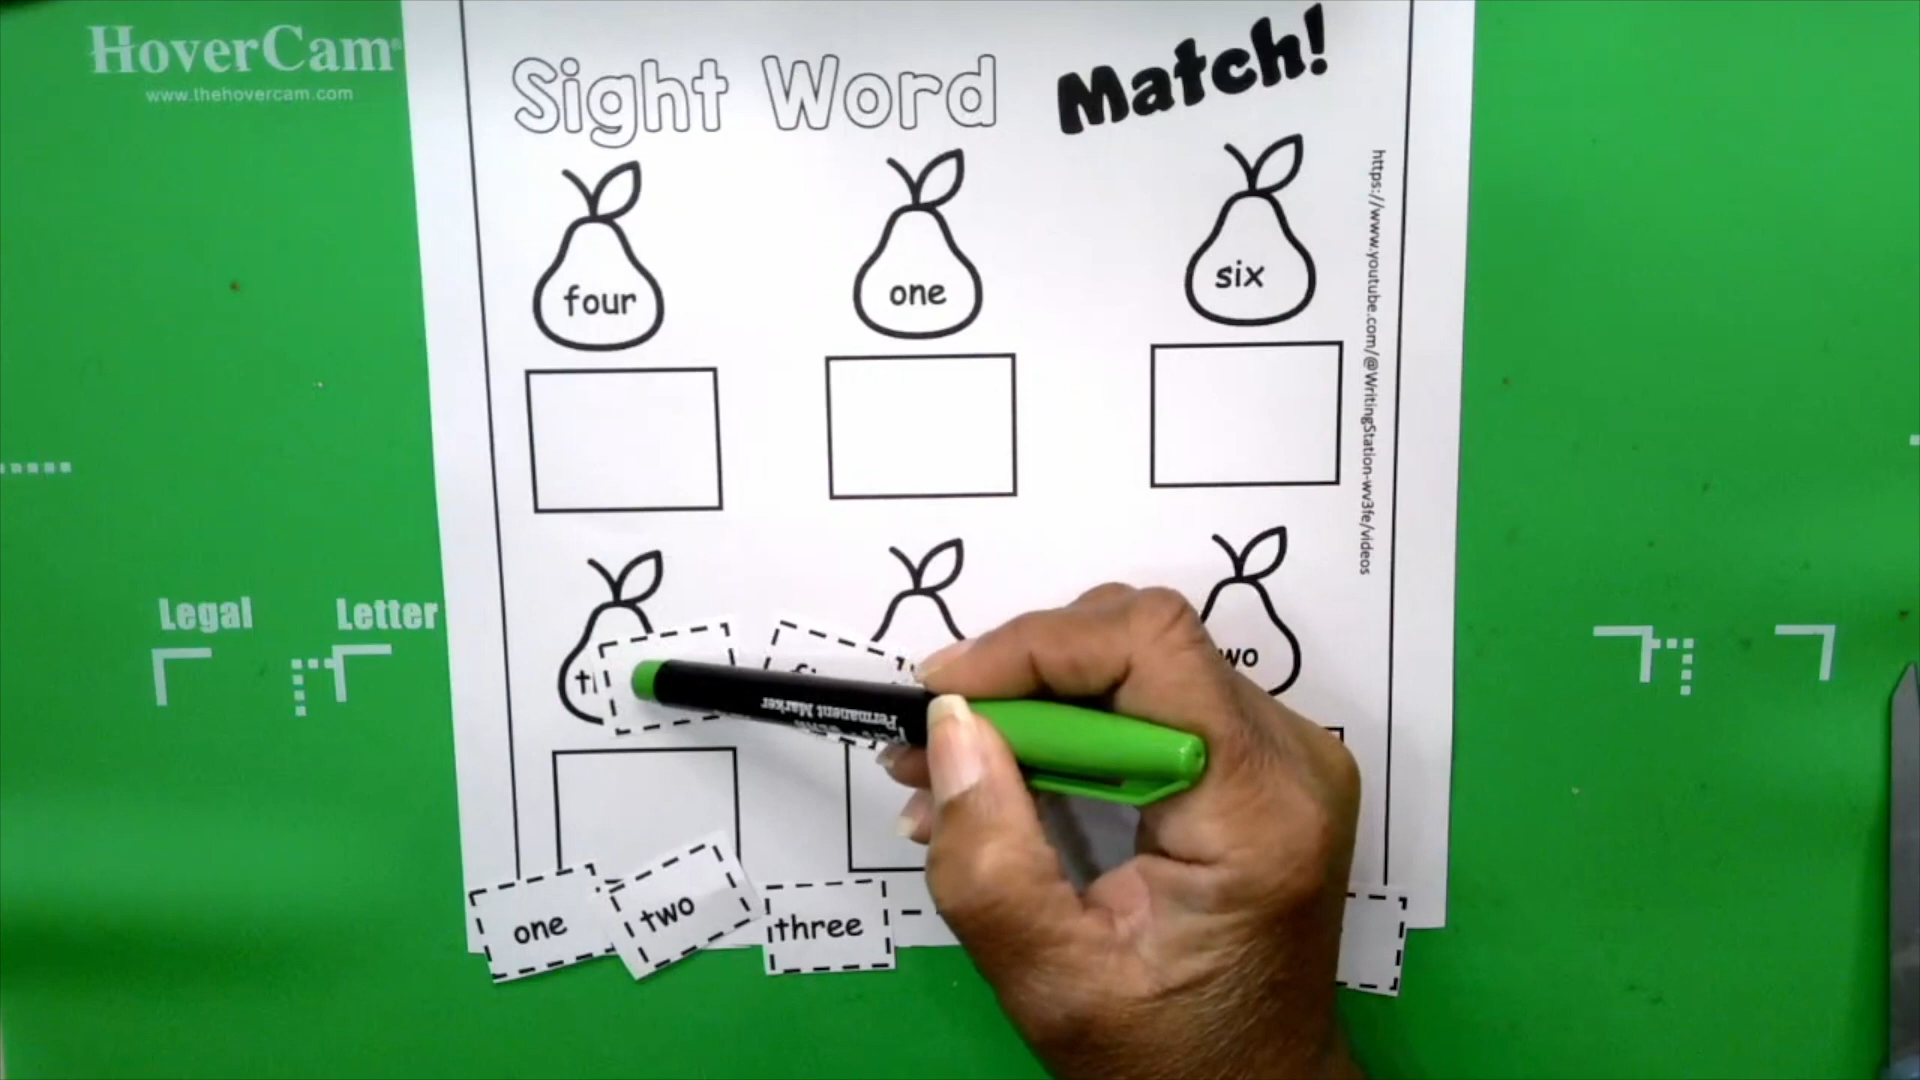 HoverCam
www.thehovercam.com
Sight Word Match!
four
one
six
https://www.youtube.com/@WritingStation-wv3fe/videos
Legal
Letter
Permanent Marker
one
two
three